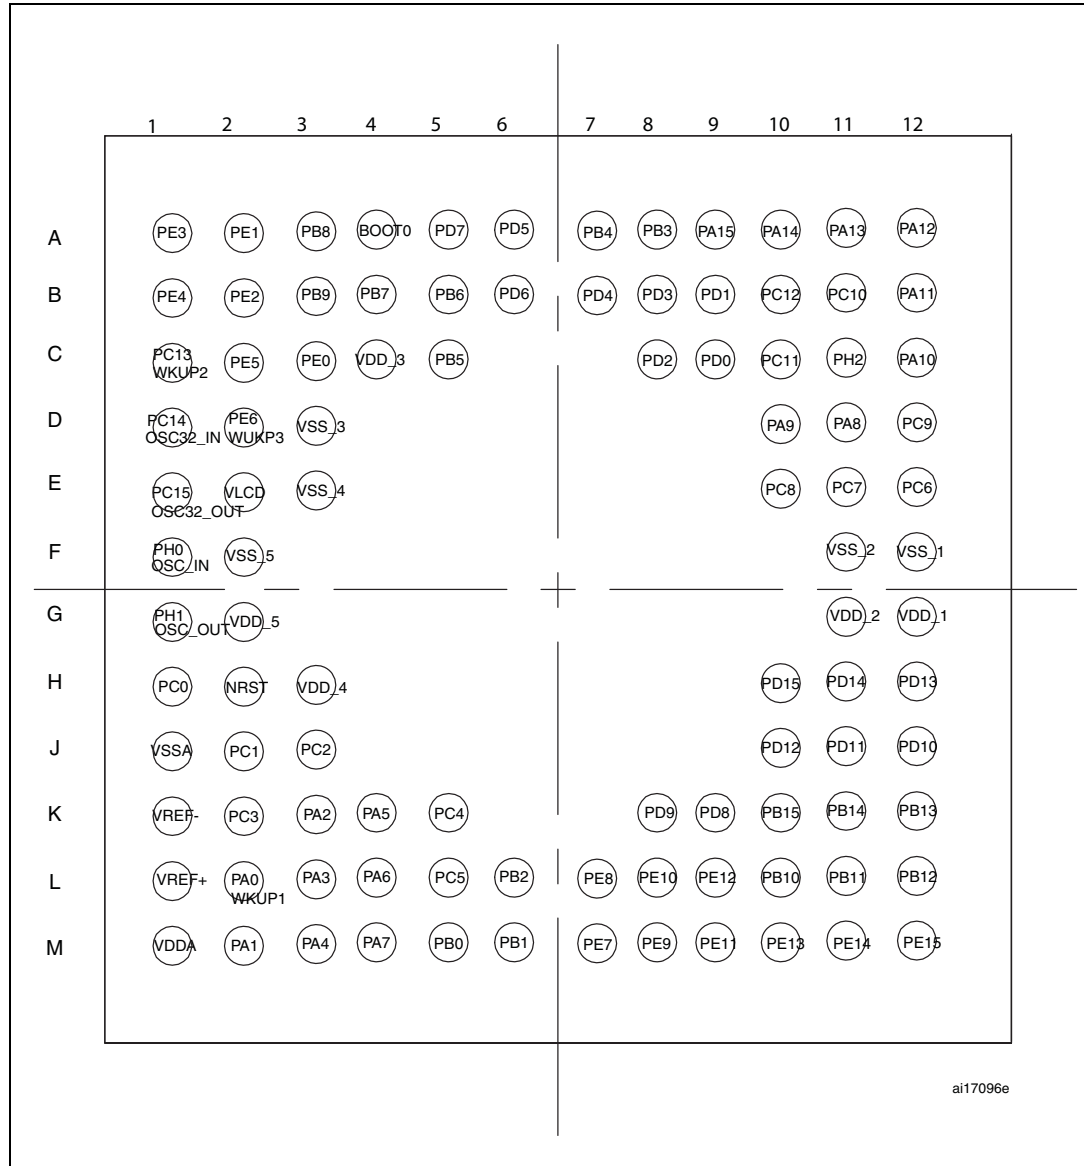 1 2 3 4 5 6 7 8 9 10 11 12
A PE3 PE1 PB8 BOOT0 PD7 PD5 PB4 PB3 PA15 PA14 PA13 PA12
B PE4 PE2 PB9 PB7 PB6 PD6 PD4 PD3 PD1 PC12 PC10 PA11
C PC13 PE5 PE0 VDD_3 PB5 PD2 PD0 PC11 PH2 PA10
WKUP2
D PC14 PE6 VSS_3 PA9 PA8 PC9
OSC32_IN WUKP3
E PC15 VLCD VSS_4 PC8 PC7 PC6
OSC32_OUT
F PH0 VSS_5 VSS_2 VSS_1
OSC_IN
G PH1 VDD_5 VDD_2 VDD_1
OSC_OUT
H PC0 NRST VDD_4 PD15 PD14 PD13
J VSSA PC1 PC2 PD12 PD11 PD10
K VREF- PC3 PA2 PA5 PC4 PD9 PD8 PB15 PB14 PB13
L VREF+ PA0 PA3 PA6 PC5 PB2 PE8 PE10 PE12 PB10 PB11 PB12
WKUP1
M VDDA PA1 PA4 PA7 PB0 PB1 PE7 PE9 PE11 PE13 PE14 PE15
ai17096e